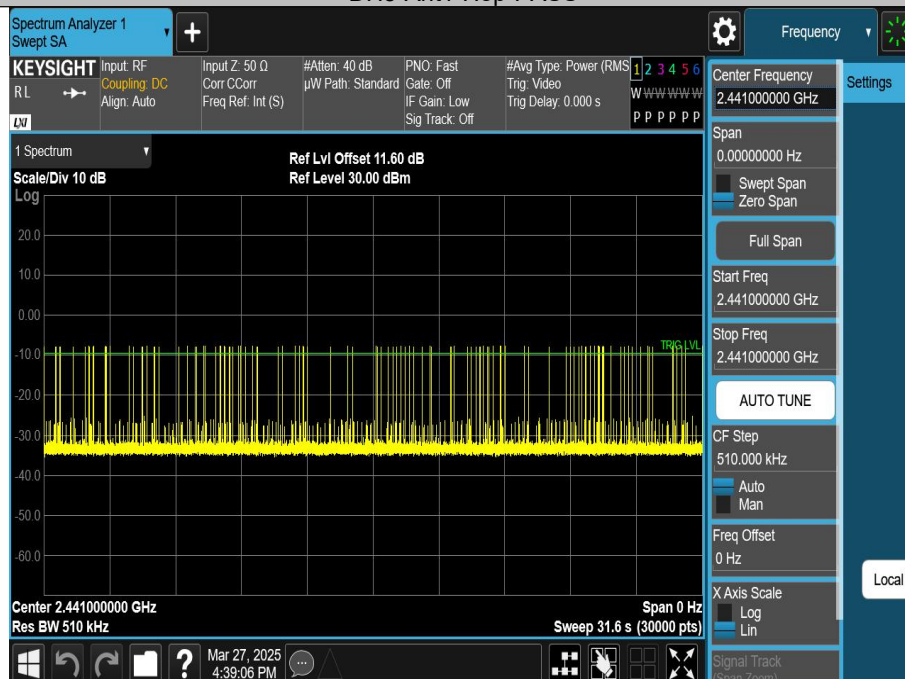 Spectrum Analyzer 1
Swept SA
Frequency
KEYSIGHT
RL
LXI
Input: RF
Coupling: DC
Align: Auto
Input Z: 50 Ω
Corr CCorr
Freq Ref: Int (S)
#Atten: 40 dB
µW Path: Standard
PNO: Fast
Gate: Off
IF Gain: Low
Sig Track: Off
#Avg Type: Power (RMS
Trig: Video
Trig Delay: 0.000 s
1 2 3 4 5 6
W W W W W W
P P P P P P
1 Spectrum
Scale/Div 10 dB
Ref Lvl Offset 11.60 dB
Ref Level 30.00 dBm
Log
20.0
10.0
0.00
-10.0
-20.0
-30.0
-40.0
-50.0
-60.0
TRIG LVL
Center 2.441000000 GHz
Res BW 510 kHz
Span 0 Hz
Sweep 31.6 s (30000 pts)
Center Frequency
2.441000000 GHz
Settings
Span
0.00000000 Hz
Swept Span
Zero Span
Full Span
Start Freq
2.441000000 GHz
Stop Freq
2.441000000 GHz
AUTO TUNE
CF Step
510.000 kHz
Auto
Man
Freq Offset
0 Hz
Local
X Axis Scale
Log
Lin
Signal Track
(Span Zoom)
?
Mar 27, 2025
4:39:06 PM